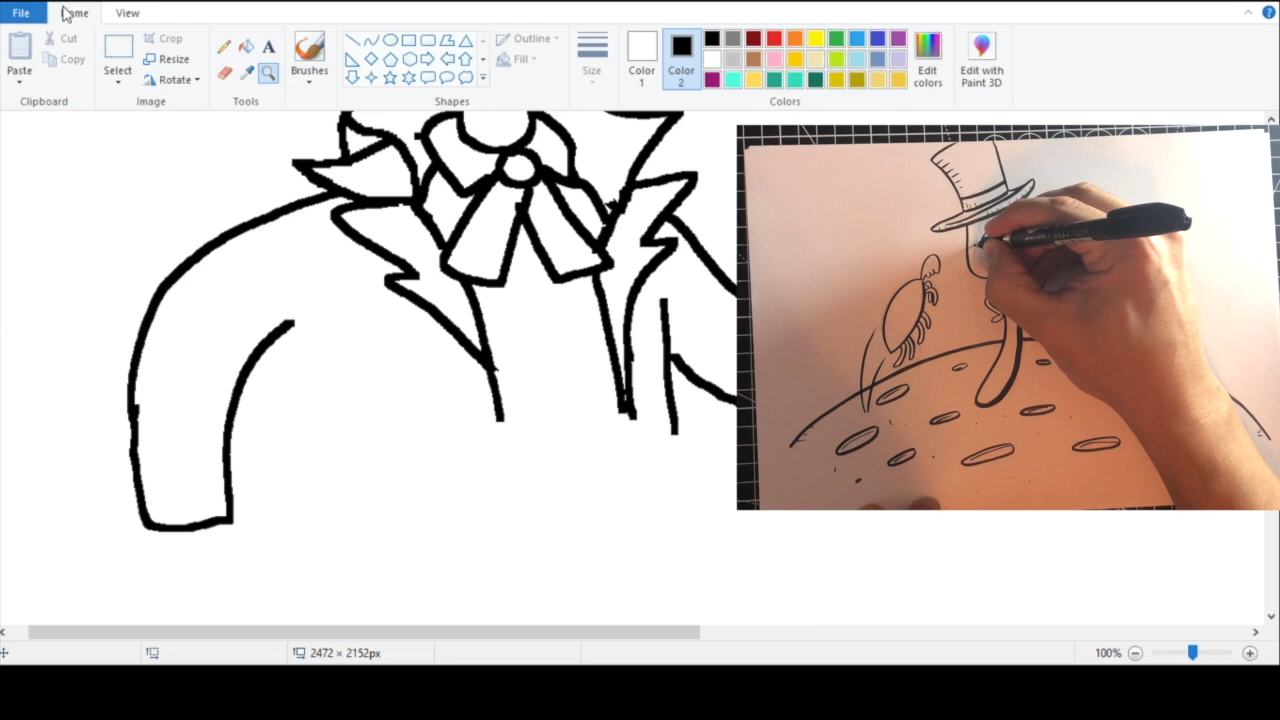 File Home View
Paste
Cut
Copy
Clipboard
Select
Crop
Resize
Rotate
Image
A
Tools
Brushes
Outline
Fill
Shapes
Size
Color 1
Color 2
Edit colors
Colors
Edit with Paint 3D
2472 × 2152px
100%